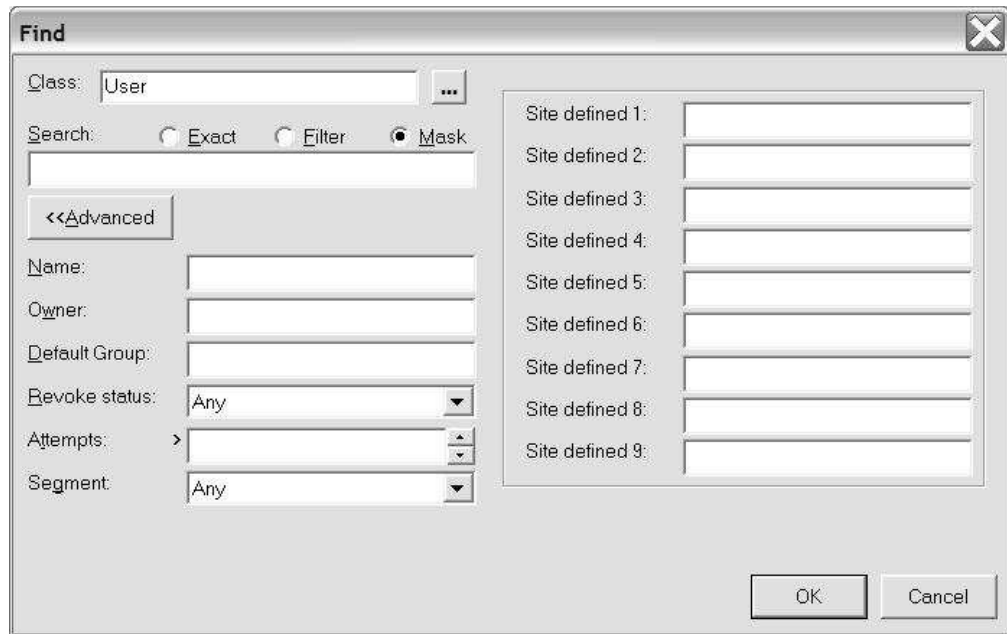 Find
Class: User ...
Search: Exact Filter Mask
<<Advanced
Name:
Owner:
Default Group:
Revoke status: Any
Attempts: >
Segment: Any
Site defined 1:
Site defined 2:
Site defined 3:
Site defined 4:
Site defined 5:
Site defined 6:
Site defined 7:
Site defined 8:
Site defined 9:
OK Cancel